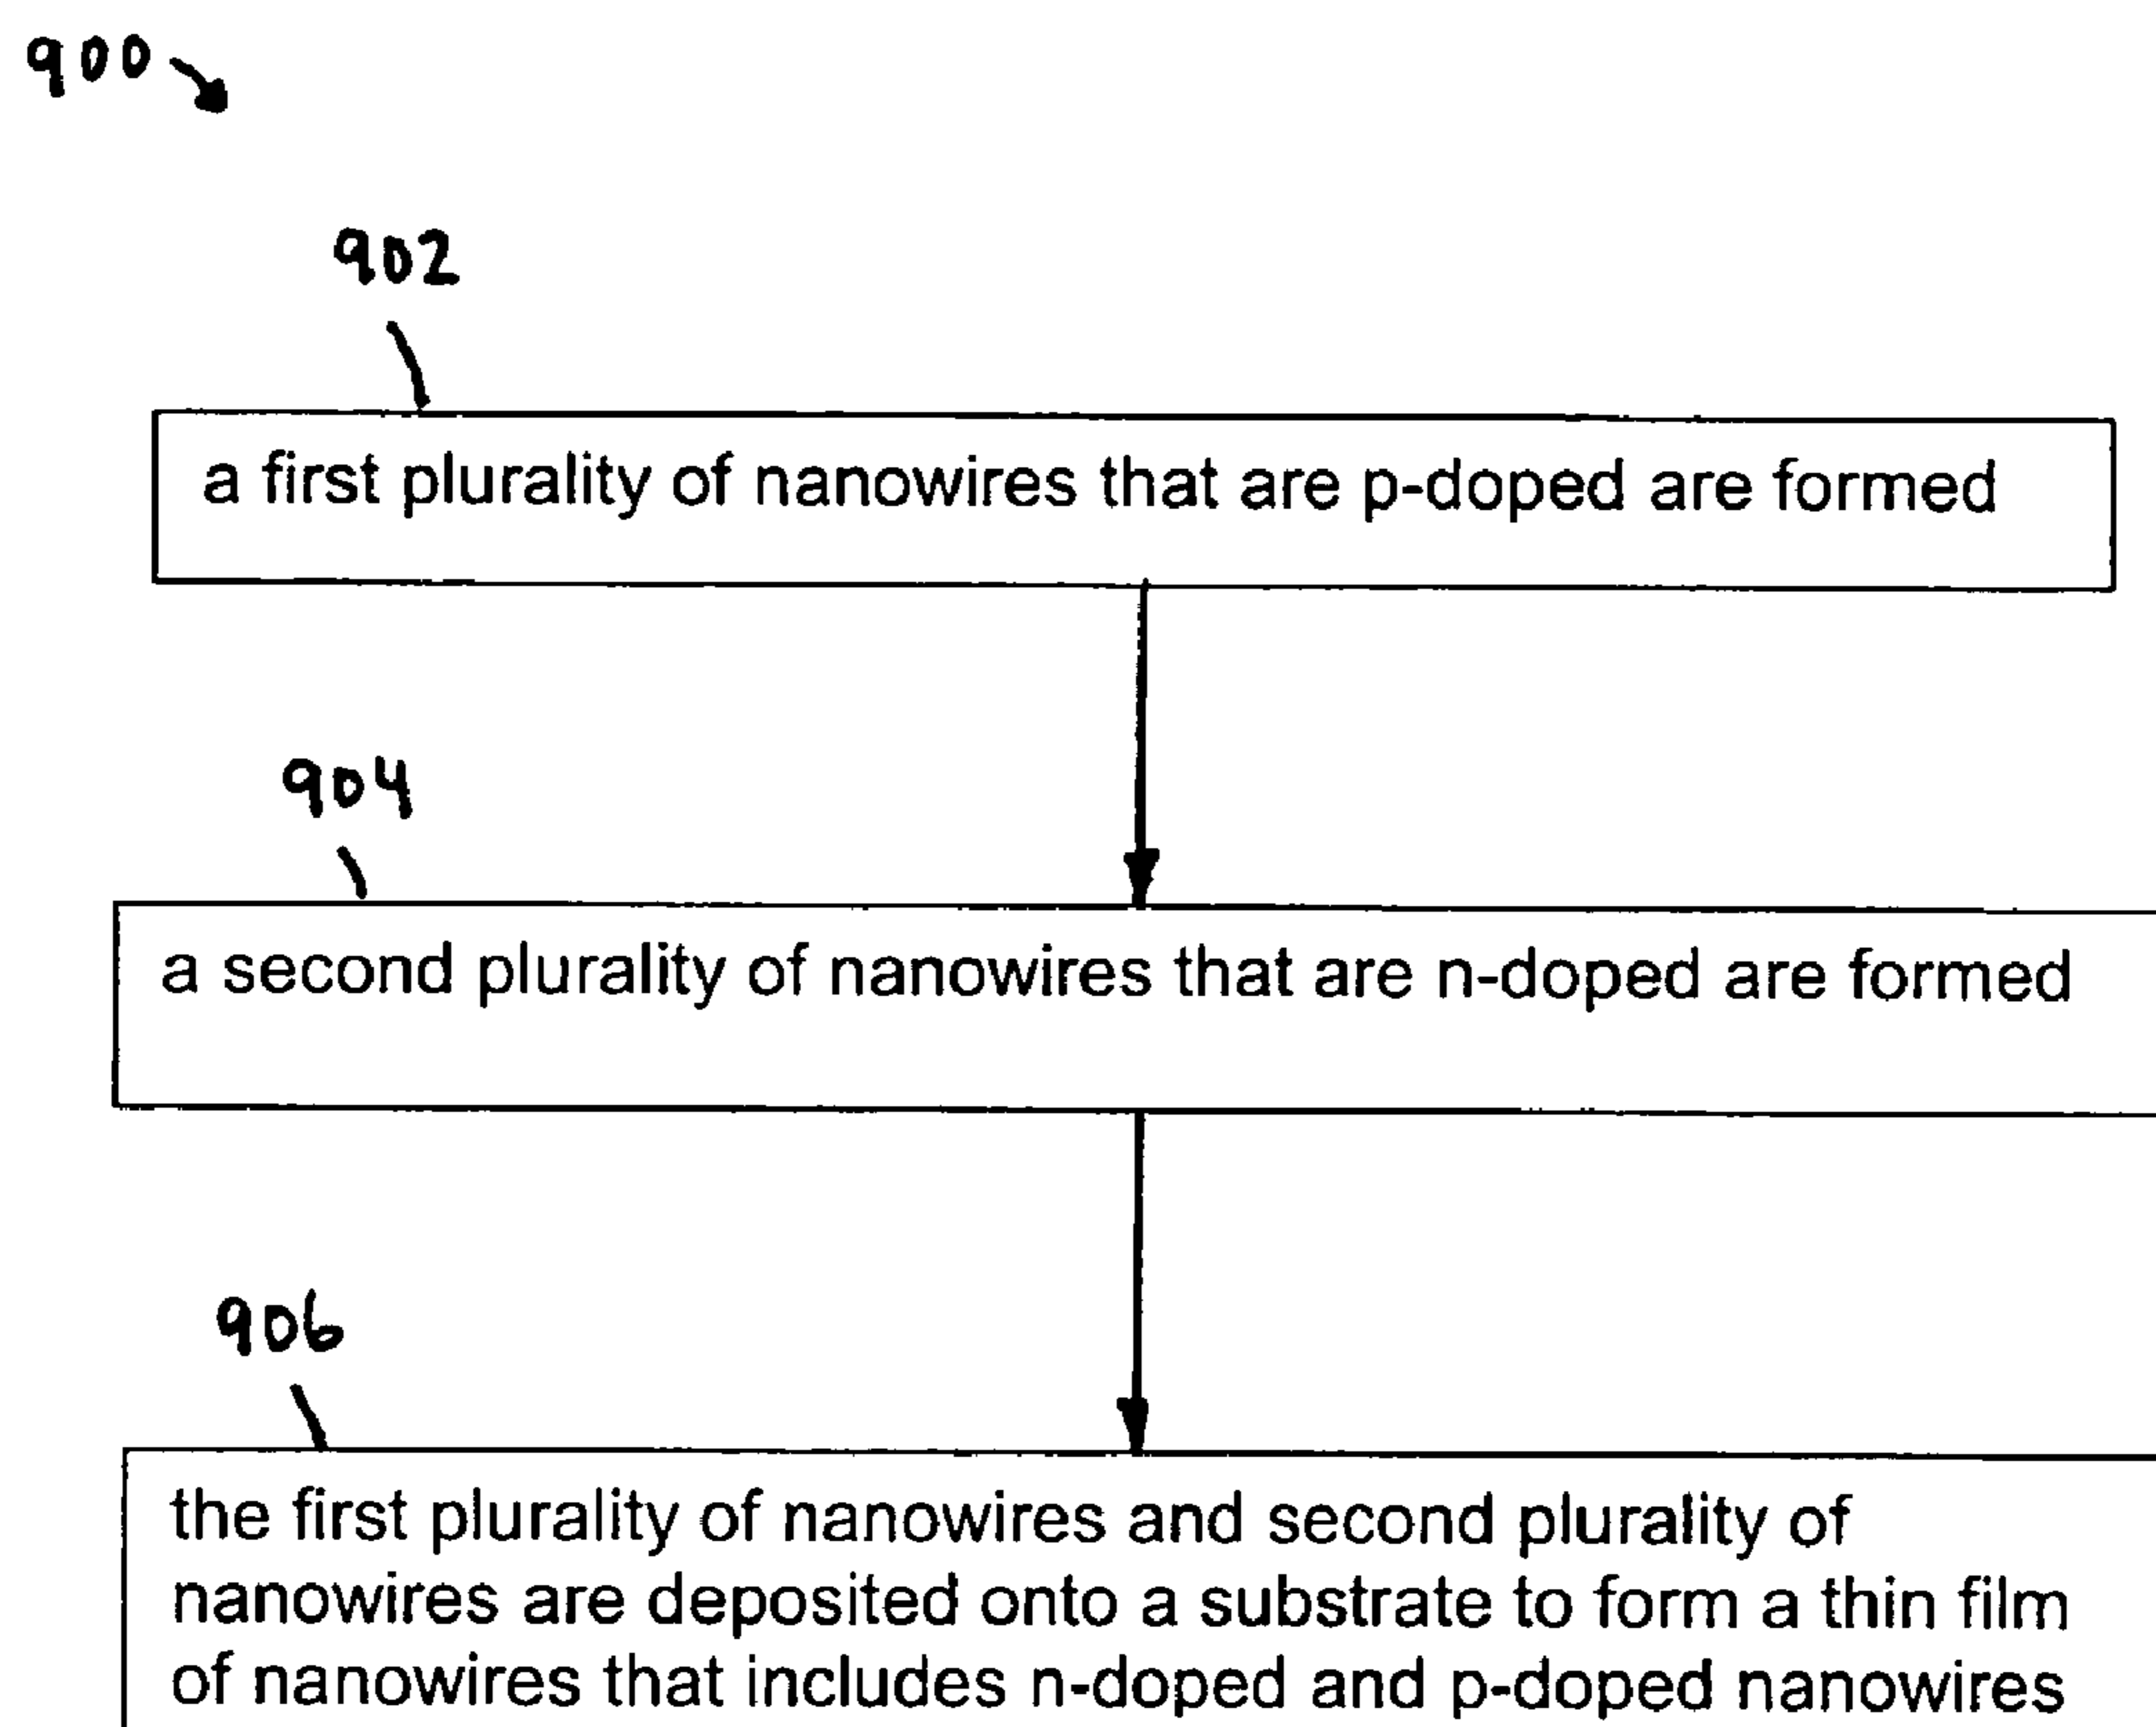 900
902
a first plurality of nanowires that are p-doped are formed
904
a second plurality of nanowires that are n-doped are formed
906
the first plurality of nanowires and second plurality of
nanowires are deposited onto a substrate to form a thin film
of nanowires that includes n-doped and p-doped nanowires